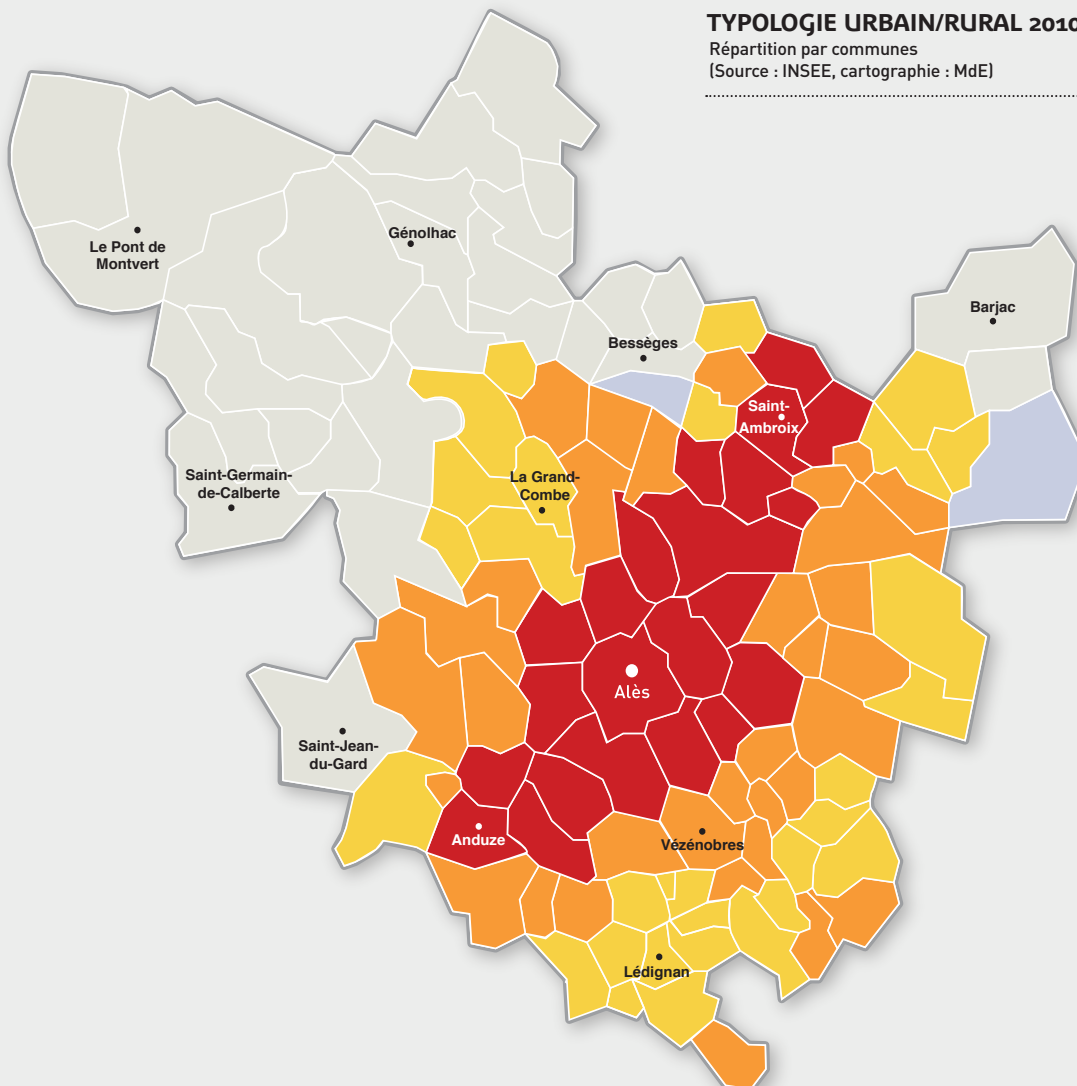 TYPOLOGIE URBAIN/RURAL 2010
Répartition par communes
(Source : INSEE, cartographie : MdE)
Le Pont de
Montvert
Génolhac
Barjac
Bessèges
Saint-
Ambroix
Saint-Germain-
de-Calberte
La Grand-
Combe
Alès
Saint-Jean-
du-Gard
Anduze
Vézénobres
Lédignan